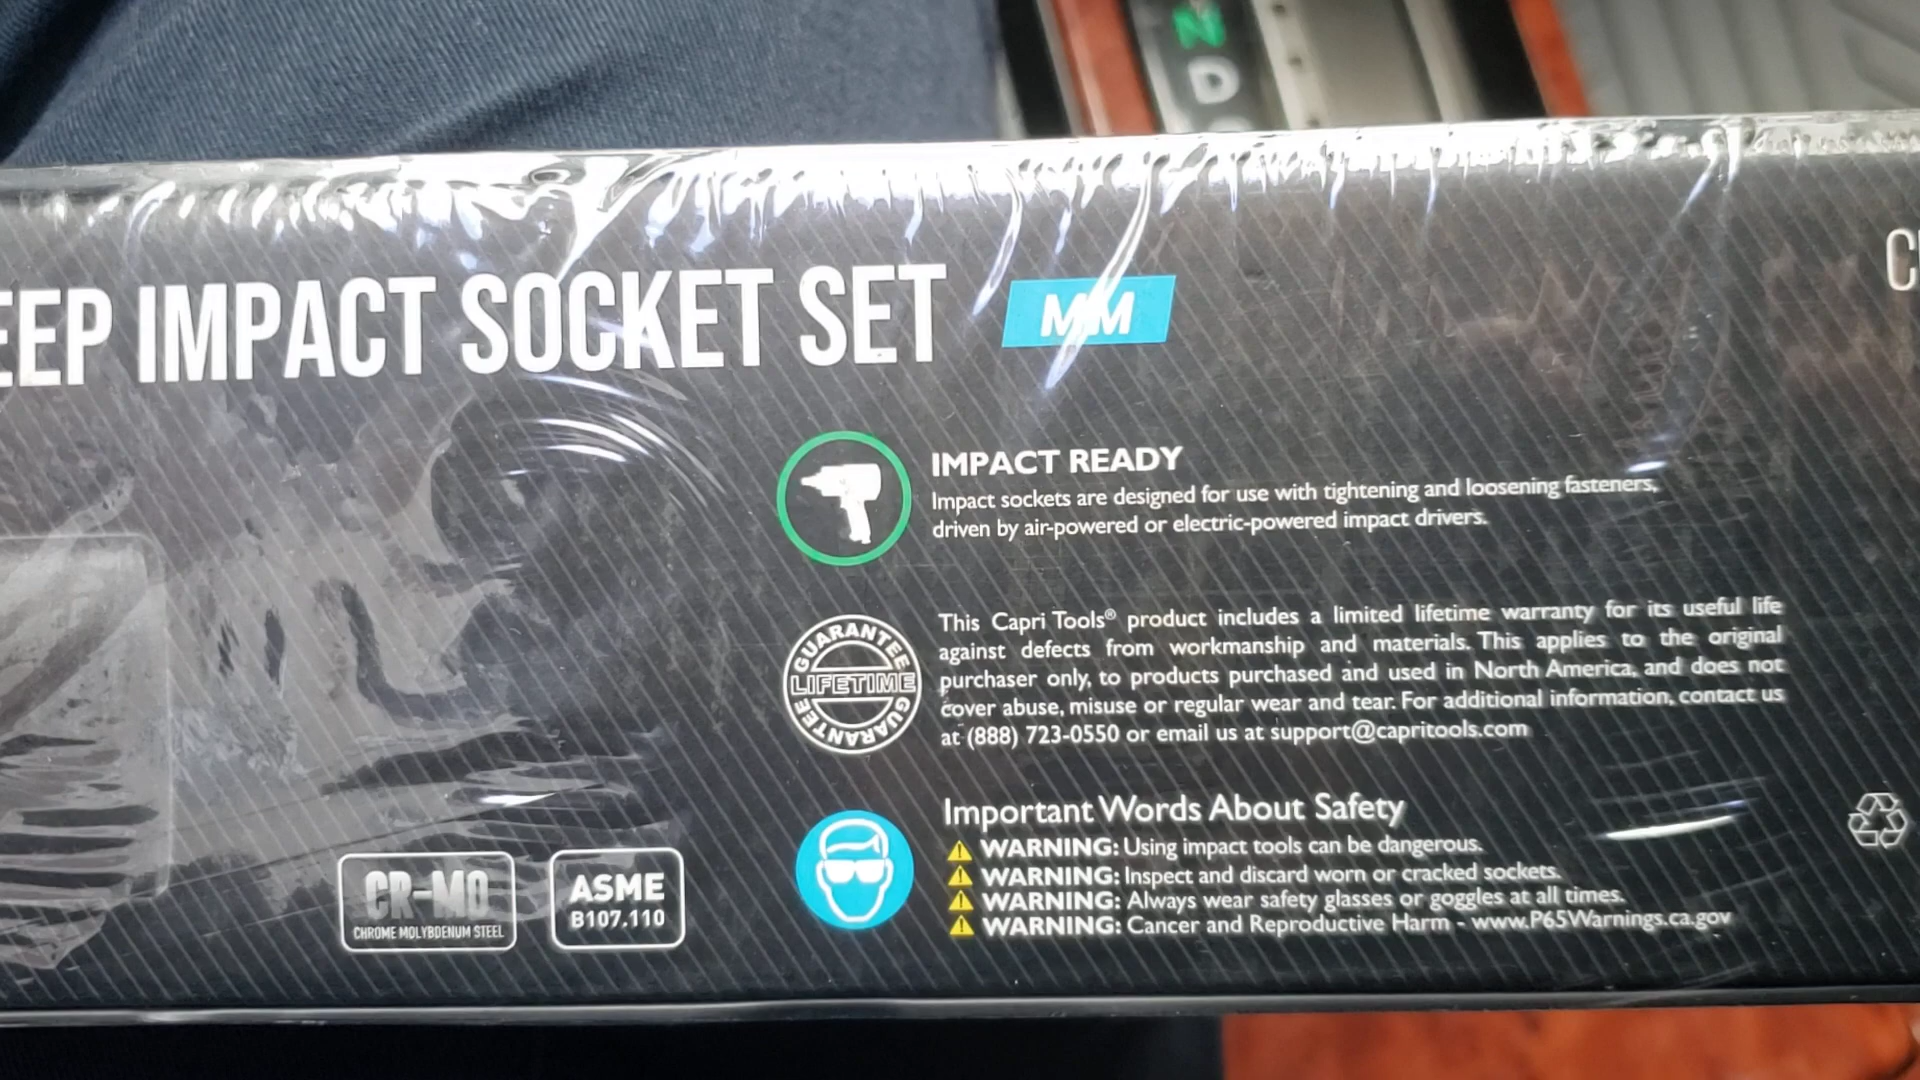 N
D
EEP IMPACT SOCKET SET MM
IMPACT READY
Impact sockets are designed for use with tightening and loosening fasteners,
driven by air-powered or electric-powered impact drivers.
GUARANTEE
LIFETIME
GUARANTEE
This Capri Tools® product includes a limited lifetime warranty for its useful life
against defects from workmanship and materials. This applies to the original
purchaser only, to products purchased and used in North America, and does not
cover abuse, misuse or regular wear and tear. For additional information, contact us
at (888) 723-0550 or email us at support@capritools.com
Important Words About Safety
WARNING: Using impact tools can be dangerous.
WARNING: Inspect and discard worn or cracked sockets.
WARNING: Always wear safety glasses or goggles at all times.
WARNING: Cancer and Reproductive Harm - www.P65Warnings.ca.gov
CR-MO
CHROME MOLYBDENUM STEEL
ASME
B107.110